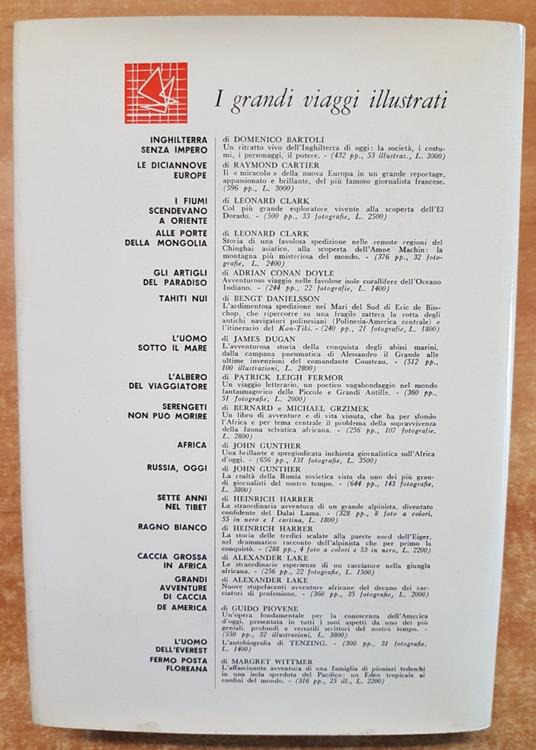 I grandi viaggi illustrati
INGHILTERRA
SENZA IMPERO
di DOMENICO BARTOLI
Un ritratto vivo dell'Inghilterra di oggi: la società, i costu-
mi, i personaggi, il potere. - (432 pp., 53 illustraz., L. 3000)
LE DICIANNOVE
EUROPE
di RAYMOND CARTIER
Il « miracolo » della nuova Europa in un grande reportage,
appassionato e brillante, del più famoso giornalista francese.
(596 pp., L. 3000)
I FIUMI
SCENDEVANO
A ORIENTE
di LEONARD CLARK
Col più grande esploratore vivente alla scoperta dell'El
Dorado. - (500 pp., 33 fotografie, L. 2500)
ALLE PORTE
DELLA MONGOLIA
di LEONARD CLARK
Storia di una favolosa spedizione nelle remote regioni del
Chinghai asiatico, alla scoperta dell'Amne Machin: la
montagna più misteriosa del mondo. - (376 pp., 32 foto-
grafie, L. 2400)
GLI ARTIGLI
DEL PARADISO
di ADRIAN CONAN DOYLE
Avventuroso viaggio nelle favolose isole corallifere dell'Oceano
Indiano. - (244 pp., 22 fotografie, L. 1400)
TAHITI NUI
di BENGT DANIELSSON
L'ardimentosa spedizione nei Mari del Sud di Eric de Bis-
schop, che ripercorre su una fragile zattera la rotta degli
antichi navigatori polinesiani (Polinesia-America centrale) e
l'itinerario del Kon-Tiki. - (240 pp., 21 fotografie, L. 1800)
L'UOMO
SOTTO IL MARE
di JAMES DUGAN
L'avventurosa storia della conquista degli abissi marini,
dalla campana pneumatica di Alessandro il Grande alle
ultime invenzioni del comandante Cousteau. - (512 pp.,
100 illustrazioni, L. 2800)
L'ALBERO
DEL VIAGGIATORE
di PATRICK LEIGH FERMOR
Un viaggio letterario, un poetico vagabondaggio nel mondo
fantasmagorico delle Piccole e Grandi Antille. - (360 pp.,
51 fotografie, L. 2000)
SERENGETI
NON PUO MORIRE
di BERNARD e MICHAEL GRZIMEK
Un libro di avventure e di vita vissuta, che ha per sfondo
l'Africa e per tema centrale il problema della sopravvivenza
della fauna selvatica africana. - (256 pp., 107 fotografie,
L. 2800)
AFRICA
di JOHN GUNTHER
Una brillante e spregiudicata inchiesta giornalistica sull'Africa
d'oggi. - (656 pp., 131 fotografie, L. 3500)
RUSSIA, OGGI
di JOHN GUNTHER
La realtà della Russia sovietica vista da uno dei più gran-
di giornalisti del nostro tempo. - (644 pp., 143 fotografie,
L. 3800)
SETTE ANNI
NEL TIBET
di HEINRICH HARRER
La straordinaria avventura di un grande alpinista, diventato
confidente del Dalai Lama. - (328 pp., 8 foto a colori,
55 in nero e 1 cartina, L. 1800)
RAGNO BIANCO
di HEINRICH HARRER
La storia delle tredici scalate alla parete nord dell'Eiger,
nel drammatico racconto dell'alpinista che per primo la
conquistò. - (288 pp., 4 foto a colori e 53 in nero, L. 2200)
CACCIA GROSSA
IN AFRICA
di ALEXANDER LAKE
Le straordinarie esperienze di un cacciatore nella giungla
africana. - (256 pp., 22 fotografie, L. 1500)
GRANDI
AVVENTURE
DI CACCIA
di ALEXANDER LAKE
Nuove stupefacenti avventure africane del decano dei cac-
ciatori di professione. - (360 pp., 35 fotografie, L. 2000)
DE AMERICA
di GUIDO PIOVENE
Un'opera fondamentale per la conoscenza dell'America
d'oggi, presentata in tutti i suoi aspetti da uno dei più
geniali, profondi e versatili scrittori del nostro tempo. -
(550 pp., 32 illustrazioni, L. 3800)
L'UOMO
DELL'EVEREST
L'autobiografia di TENZING. - (300 pp., 31 fotografie,
L. 1400)
FERMO POSTA
FLOREANA
di MARGRET WITTMER
L'affascinante avventura di una famiglia di pionieri tedeschi
in una isola sperduta del Pacifico: un Eden tropicale ai
confini del mondo. - (316 pp., 25 ill., L. 2200)